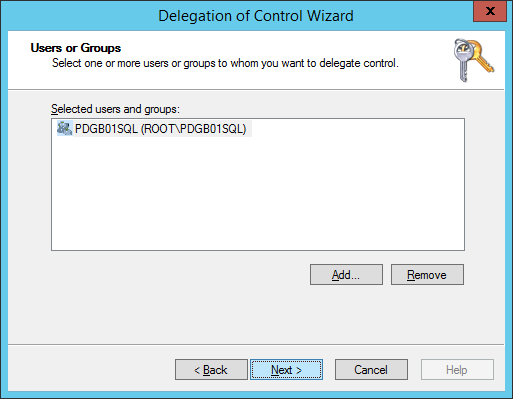 Delegation of Control Wizard
X
Users or Groups
Select one or more users or groups to whom you want to delegate control.
Selected users and groups:
PDGB01SQL (ROOT\PDGB01SQL)
Add...
Remove
< Back
Next >
Cancel
Help